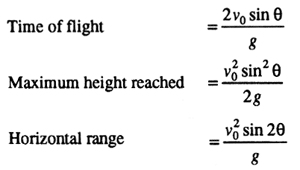 Time of flight = 2v₀ sin θ / g
Maximum height reached = v₀² sin² θ / 2g
Horizontal range = v₀² sin 2θ / g